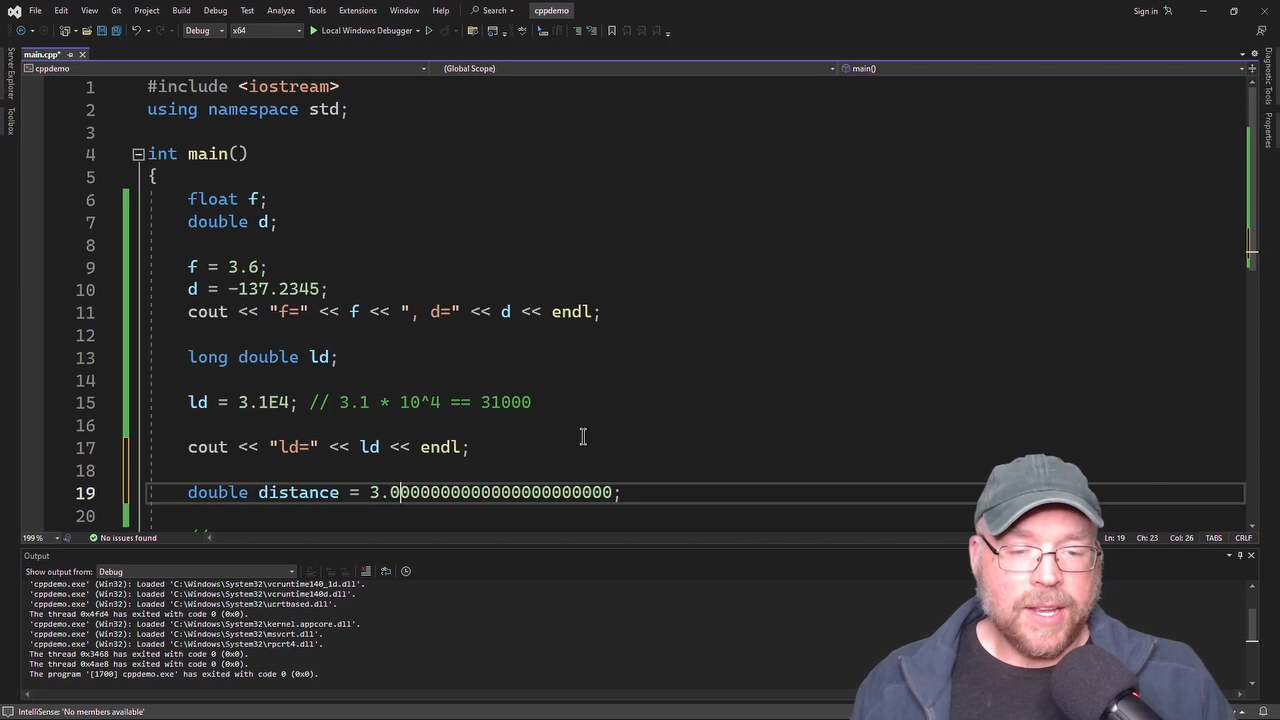 File Edit View Git Project Build Debug Test Analyze Tools Extensions Window Help Search cppdemo Sign in
Debug x64 Local Windows Debugger
main.cpp*
cppdemo (Global Scope) main()
Server Explorer
Toolbox
Diagnostic Tools
Properties
1 #include <iostream>
2 using namespace std;
3
4 int main()
5 {
6 float f;
7 double d;
8
9 f = 3.6;
10 d = -137.2345;
11 cout << "f=" << f << ", d=" << d << endl;
12
13 long double ld;
14
15 ld = 3.1E4; // 3.1 * 10^4 == 31000
16
17 cout << "ld=" << ld << endl;
18
19 double distance = 3.0000000000000000000000;
20
199 % No issues found Ln: 19 Ch: 23 Col: 26 TABS CRLF
Output
Show output from: Debug
'cppdemo.exe' (Win32): Loaded 'C:\Windows\System32\vcruntime140_1d.dll'.
'cppdemo.exe' (Win32): Loaded 'C:\Windows\System32\vcruntime140d.dll'.
'cppdemo.exe' (Win32): Loaded 'C:\Windows\System32\ucrtbased.dll'.
The thread 0x4fd4 has exited with code 0 (0x0).
'cppdemo.exe' (Win32): Loaded 'C:\Windows\System32\kernel.appcore.dll'.
'cppdemo.exe' (Win32): Loaded 'C:\Windows\System32\msvcrt.dll'.
'cppdemo.exe' (Win32): Loaded 'C:\Windows\System32\rpcrt4.dll'.
The thread 0x3468 has exited with code 0 (0x0).
The thread 0x4ae8 has exited with code 0 (0x0).
The program '[1700] cppdemo.exe' has exited with code 0 (0x0).
IntelliSense: 'No members available'